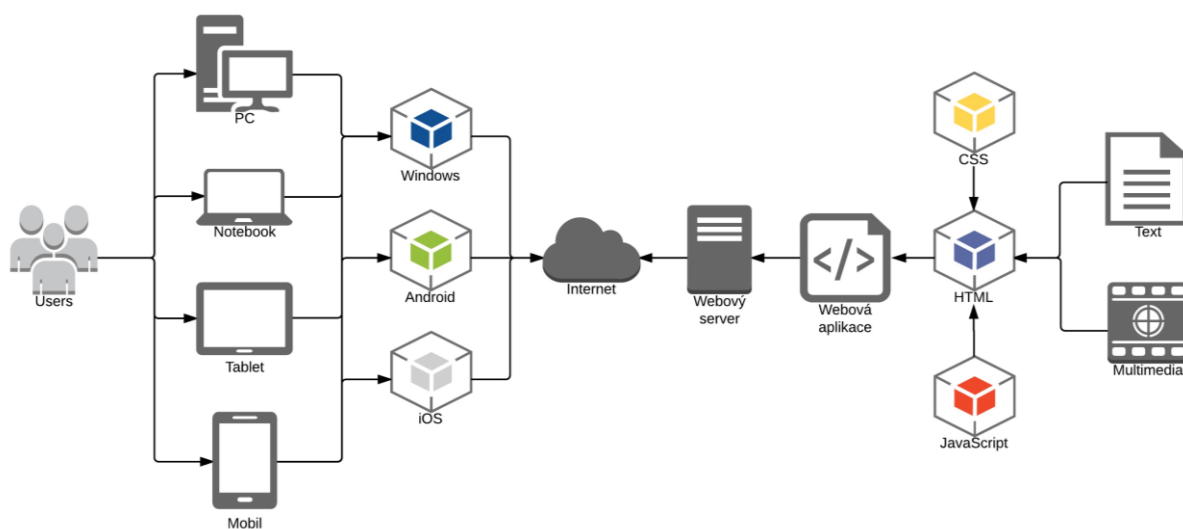 PC
CSS
Windows
Notebook
Text
Users
Android
Internet
Webový
server
Webová
aplikace
HTML
Tablet
Multimedia
iOS
JavaScript
Mobil